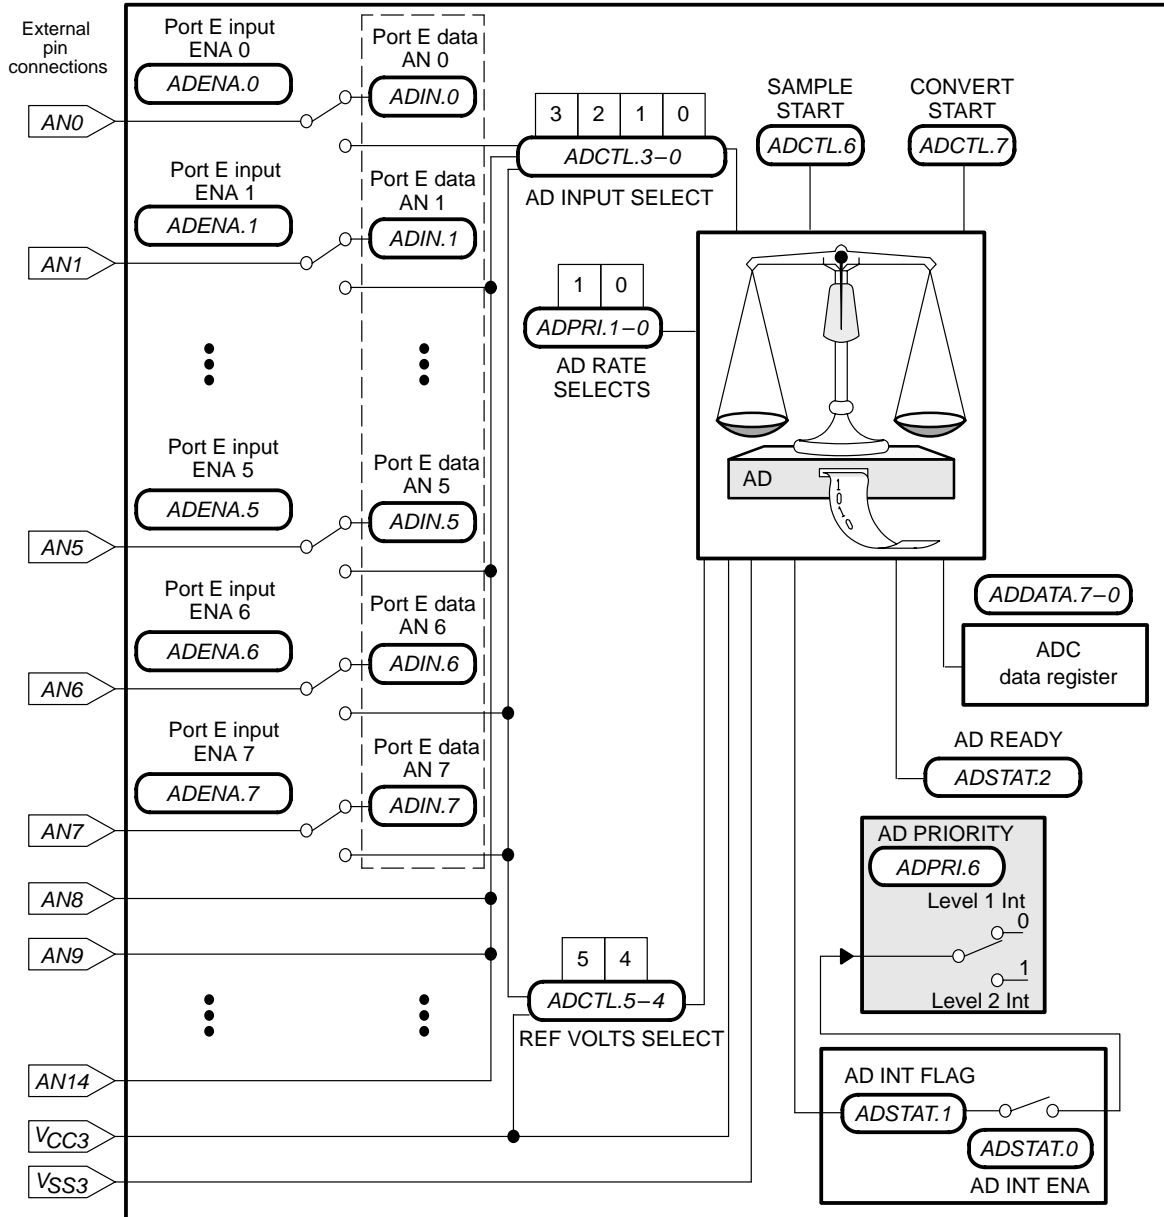 External
pin
connections
Port E input
ENA 0
ADENA.0
Port E data
AN 0
ADIN.0
AN0
Port E input
ENA 1
ADENA.1
Port E data
AN 1
ADIN.1
AN1
Port E input
ENA 5
ADENA.5
Port E data
AN 5
ADIN.5
AN5
Port E input
ENA 6
ADENA.6
Port E data
AN 6
ADIN.6
AN6
Port E input
ENA 7
ADENA.7
Port E data
AN 7
ADIN.7
AN7
AN8
AN9
AN14
VCC3
VSS3
3 2 1 0
ADCTL.3–0
AD INPUT SELECT
SAMPLE
START
ADCTL.6
CONVERT
START
ADCTL.7
1 0
ADPRI.1–0
AD RATE
SELECTS
AD
1
0
1
0
5 4
ADCTL.5–4
REF VOLTS SELECT
ADDATA.7–0
ADC
data register
AD READY
ADSTAT.2
AD PRIORITY
ADPRI.6
Level 1 Int
0
1
Level 2 Int
AD INT FLAG
ADSTAT.1
ADSTAT.0
AD INT ENA